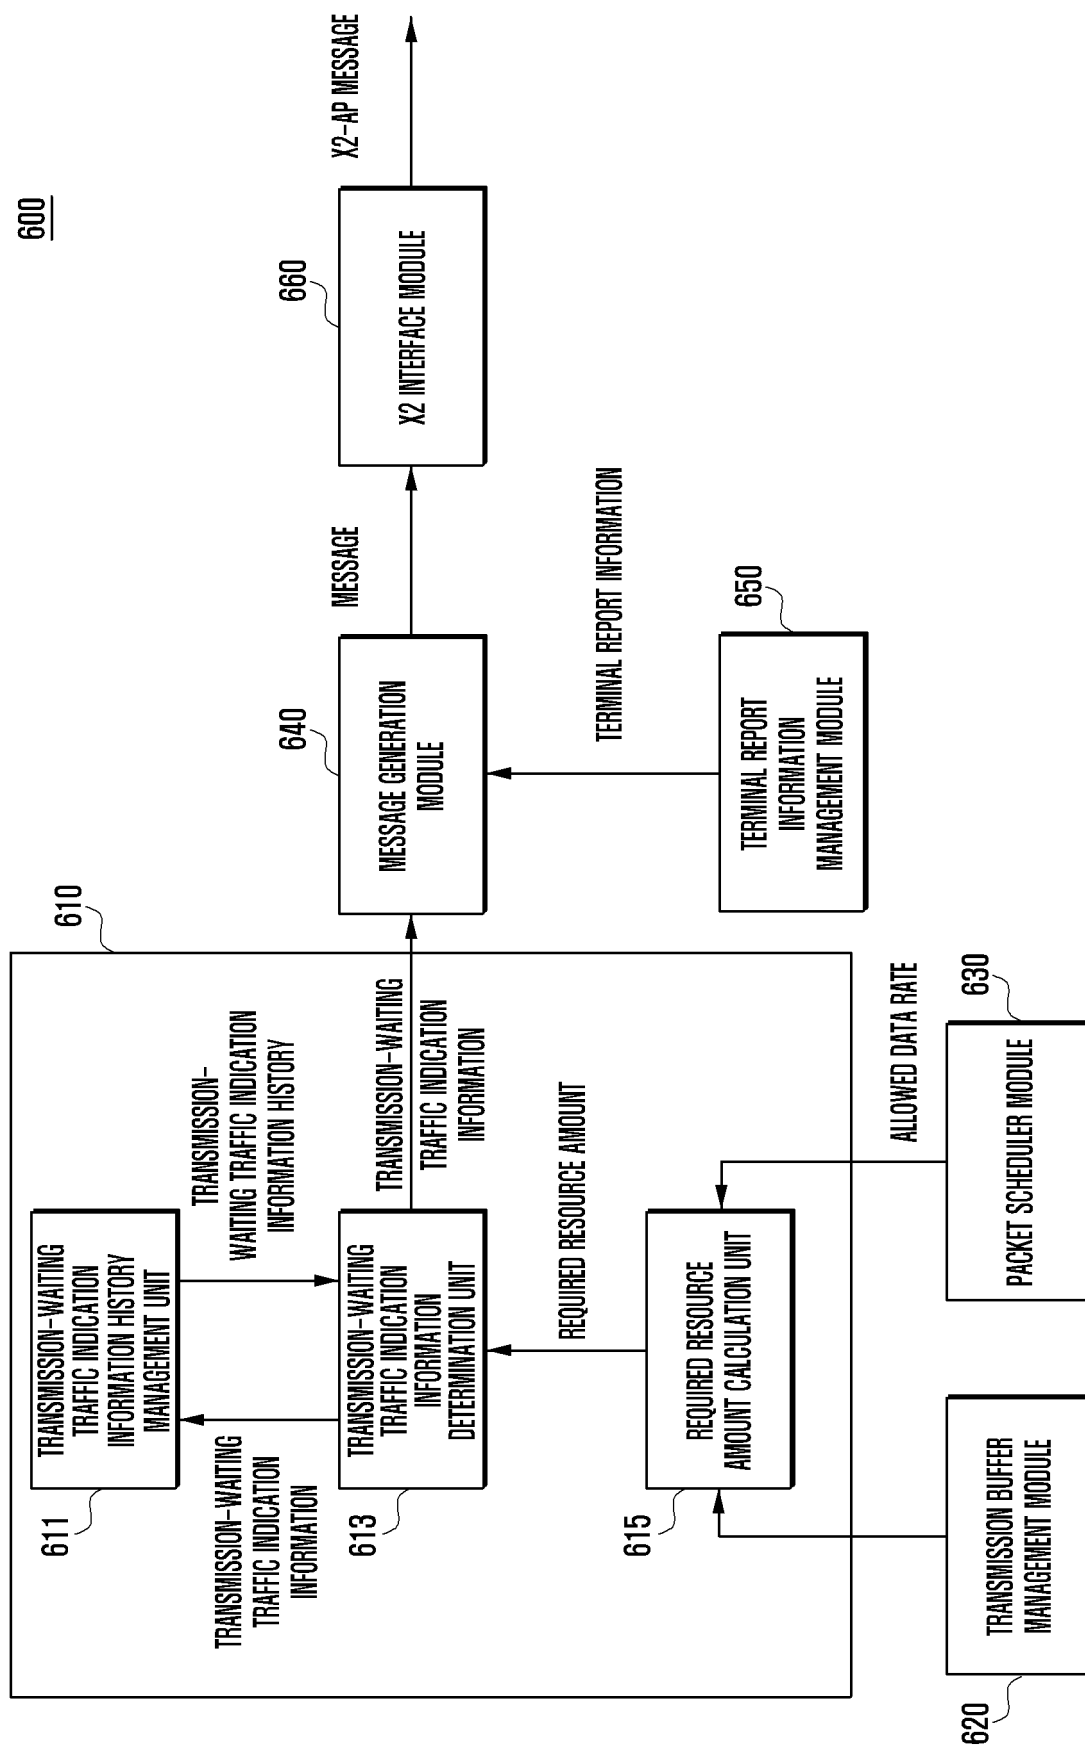 600
610
TRANSMISSION-WAITING
TRAFFIC INDICATION
INFORMATION HISTORY
MANAGEMENT UNIT
611
TRANSMISSION-
WAITING TRAFFIC INDICATION
INFORMATION HISTORY
TRANSMISSION-WAITING
TRAFFIC INDICATION
INFORMATION
TRANSMISSION-WAITING
TRAFFIC INDICATION
INFORMATION
DETERMINATION UNIT
613
TRANSMISSION-WAITING
TRAFFIC INDICATION
INFORMATION
640
MESSAGE GENERATION
MODULE
MESSAGE
660
X2 INTERFACE MODULE
X2-AP MESSAGE
REQUIRED RESOURCE AMOUNT
TERMINAL REPORT INFORMATION
615
REQUIRED RESOURCE
AMOUNT CALCULATION UNIT
650
TERMINAL REPORT
INFORMATION
MANAGEMENT MODULE
ALLOWED DATA RATE
620
TRANSMISSION BUFFER
MANAGEMENT MODULE
630
PACKET SCHEDULER MODULE